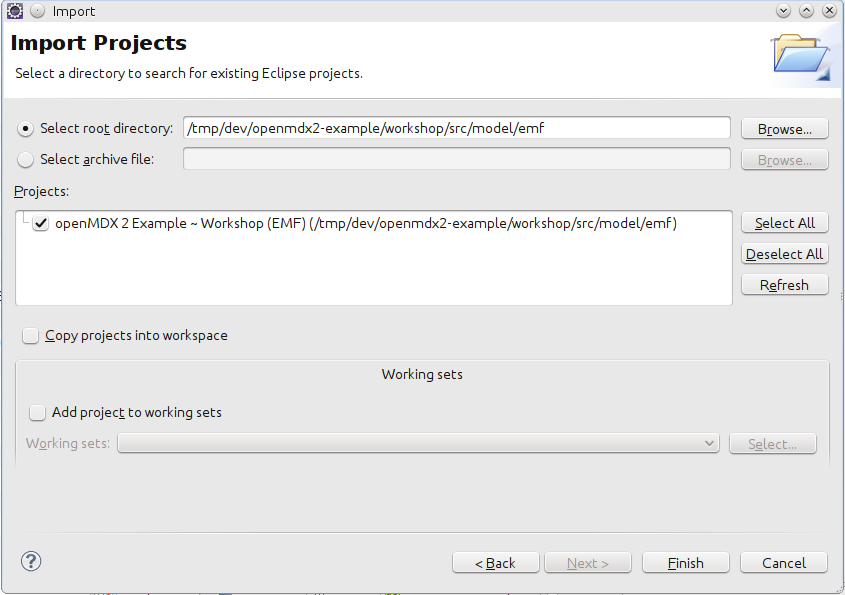 Import
Import Projects
Select a directory to search for existing Eclipse projects.
Select root directory: /tmp/dev/openmdx2-example/workshop/src/model/emf Browse...
Select archive file: Browse...
Projects:
openMDX 2 Example ~ Workshop (EMF) (/tmp/dev/openmdx2-example/workshop/src/model/emf) Select All
Deselect All
Refresh
Copy projects into workspace
Working sets
Add project to working sets
Working sets: Select...
? < Back Next > Finish Cancel